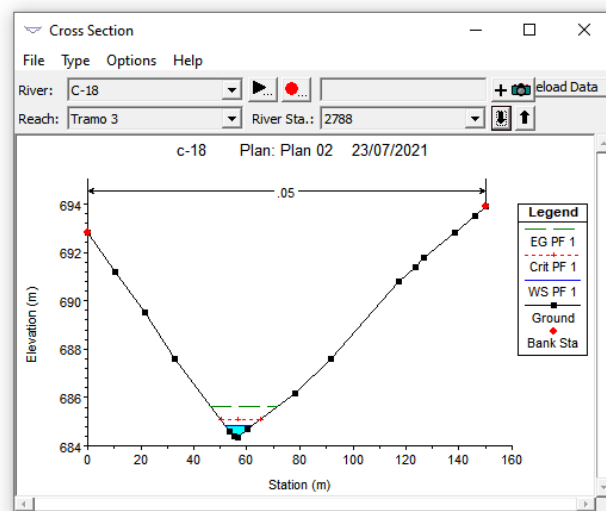 Cross Section
File Type Options Help
River: C-18 ... ... + eload Data
Reach: Tramo 3 River Sta.: 2788
c-18 Plan: Plan 02 23/07/2021
.05
Legend
EG PF 1
Crit PF 1
WS PF 1
Ground
Bank Sta
694
692
690
688
686
684
Elevation (m)
0 20 40 60 80 100 120 140 160
Station (m)